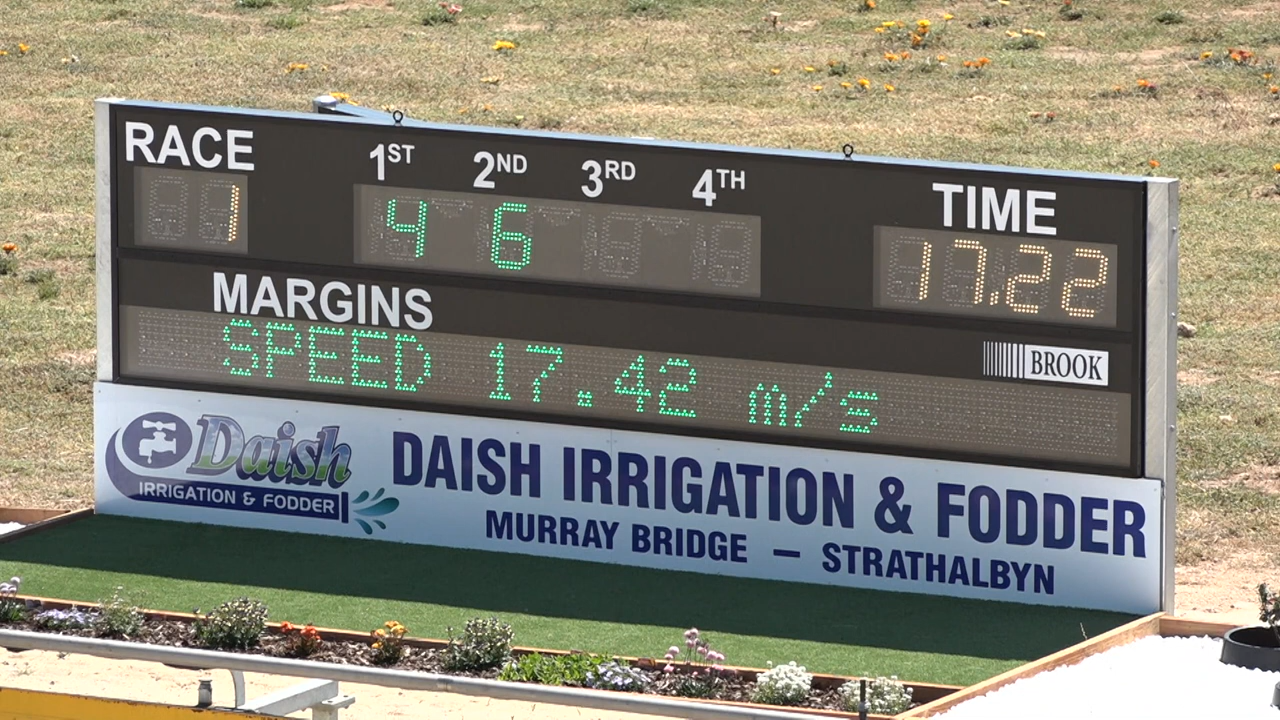 RACE 1ST 2ND 3RD 4TH TIME
1 4 6 17.22
MARGINS
BROOK
SPEED 17.42 m/s
Daish
IRRIGATION & FODDER
DAISH IRRIGATION & FODDER
MURRAY BRIDGE — STRATHALBYN